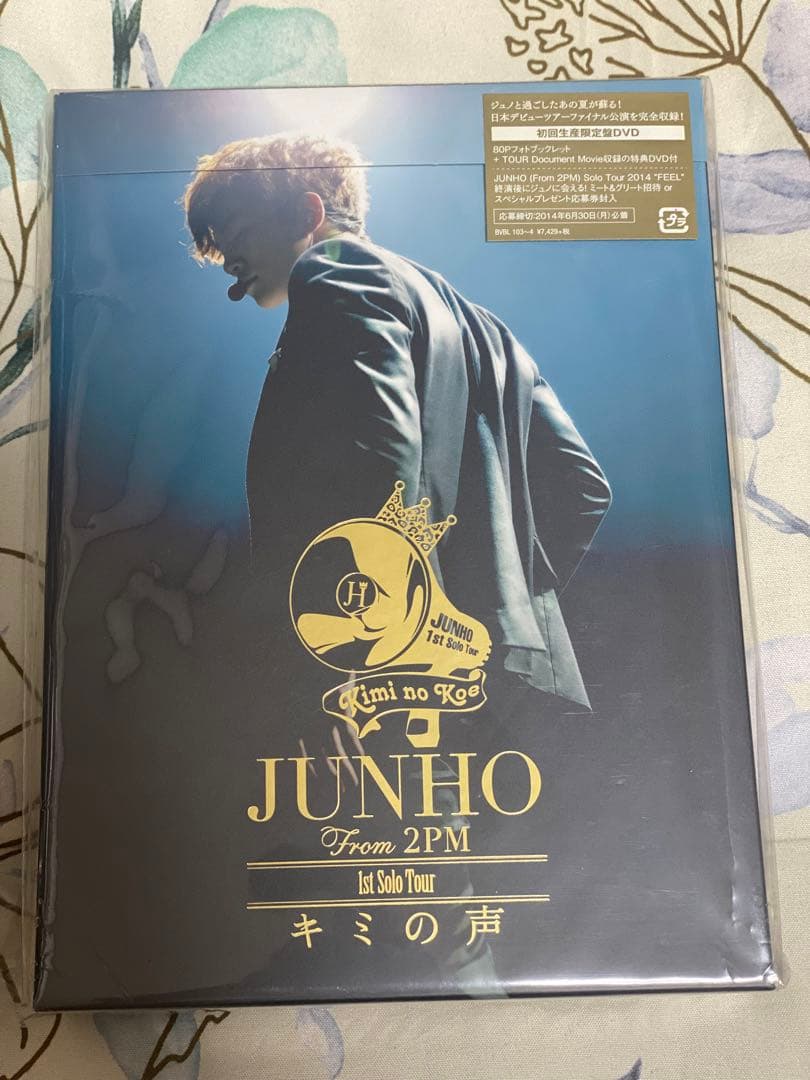 ジュノと過ごしたあの夏が蘇る!
日本デビューツアーファイナル公演を完全収録!
初回生産限定盤DVD
80Pフォトブックレット
+ TOUR Document Movie収録の特典DVD付
JUNHO (From 2PM) Solo Tour 2014 "FEEL"
終演後にジュノに会える! ミート&グリート招待 or
スペシャルプレゼント応募券封入
応募締切:2014年6月30日(月)必着
プラ
BVBL 103~4 ¥7,429+税
JH
JUNHO
1st Solo Tour
Kimi no Koe
JUNHO
From 2PM
1st Solo Tour
キミの声